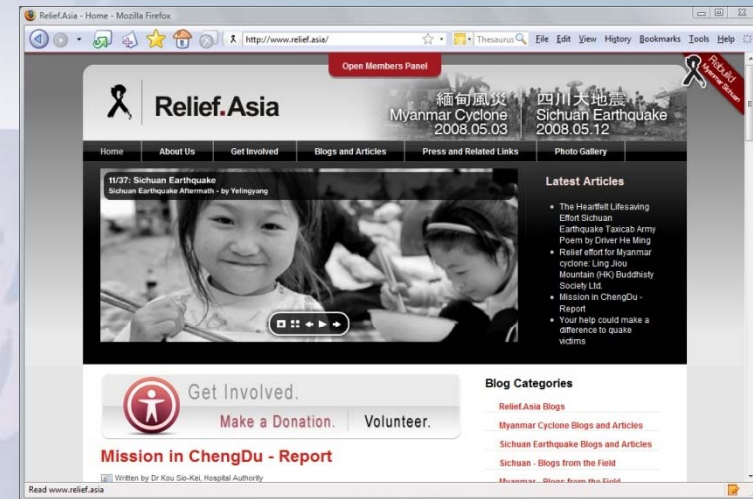 Relief.Asia - Home - Mozilla Firefox
http://www.relief.asia/
Thesaurus
File Edit View History Bookmarks Tools Help
Open Members Panel
Rebuild
Myanmar Sichuan
Relief.Asia
緬甸風災
Myanmar Cyclone
2008.05.03
四川大地震
Sichuan Earthquake
2008.05.12
Home About Us Get Involved Blogs and Articles Press and Related Links Photo Gallery
11/37: Sichuan Earthquake
Sichuan Earthquake Aftermath - by Yelingyang
Latest Articles
The Heartfelt Lifesaving
Effort Sichuan
Earthquake Taxicab Army
Poem by Driver He Ming
Relief effort for Myanmar
cyclone: Ling Jiou
Mountain (HK) Buddhisty
Society Ltd.
Mission in ChengDu -
Report
Your help could make a
difference to quake
victims
Get Involved.
Make a Donation. Volunteer.
Mission in ChengDu - Report
Written by Dr Kou Sio-Kei, Hospital Authority
Blog Categories
Relief.Asia Blogs
Myanmar Cyclone Blogs and Articles
Sichuan Earthquake Blogs and Articles
Sichuan - Blogs from the Field
Myanmar - Blogs from the Field
Read www.relief.asia